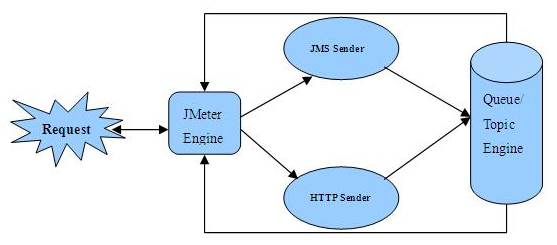 JMS Sender
Request
JMeter
Engine
Queue/
Topic
Engine
HTTP Sender